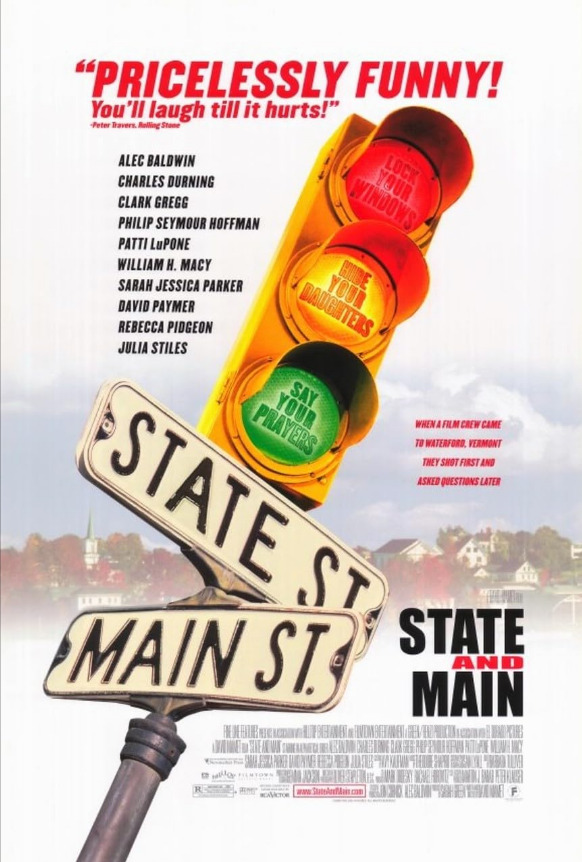 “PRICELESSLY FUNNY!
You'll laugh till it hurts!”
-Peter Travers, Rolling Stone
ALEC BALDWIN
CHARLES DURNING
CLARK GREGG
PHILIP SEYMOUR HOFFMAN
PATTI LuPONE
WILLIAM H. MACY
SARAH JESSICA PARKER
DAVID PAYMER
REBECCA PIDGEON
JULIA STILES
LOCK
YOUR
WINDOWS
HIDE
YOUR
DAUGHTERS
SAY
YOUR
PRAYERS
WHEN A FILM CREW CAME
TO WATERFORD, VERMONT
THEY SHOT FIRST AND
ASKED QUESTIONS LATER
STATE ST.
MAIN ST.
STATE
AND
MAIN
FILMTOWN
R
www.StateAndMain.com